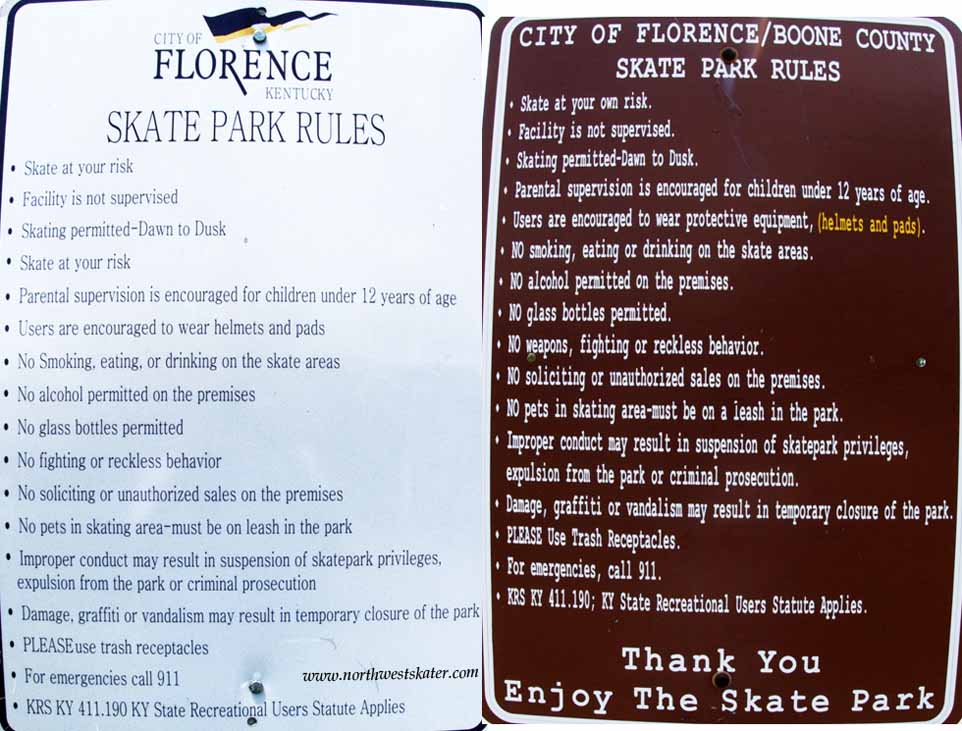 CITY OF
FLORENCE
KENTUCKY
SKATE PARK RULES
• Skate at your risk
• Facility is not supervised
• Skating permitted-Dawn to Dusk
• Skate at your risk
• Parental supervision is encouraged for children under 12 years of age
• Users are encouraged to wear helmets and pads
• No Smoking, eating, or drinking on the skate areas
• No alcohol permitted on the premises
• No glass bottles permitted
• No fighting or reckless behavior
• No soliciting or unauthorized sales on the premises
• No pets in skating area-must be on leash in the park
• Improper conduct may result in suspension of skatepark privileges,
expulsion from the park or criminal prosecution
• Damage, graffiti or vandalism may result in temporary closure of the park
• PLEASE use trash receptacles
• For emergencies call 911
• KRS KY 411.190 KY State Recreational Users Statute Applies
www.northwestskater.com
CITY OF FLORENCE/BOONE COUNTY
SKATE PARK RULES
• Skate at your own risk.
• Facility is not supervised.
• Skating permitted-Dawn to Dusk.
• Parental supervision is encouraged for children under 12 years of age.
• Users are encouraged to wear protective equipment, (helmets and pads).
• NO smoking, eating or drinking on the skate areas.
• NO alcohol permitted on the premises.
• NO glass bottles permitted.
• NO weapons, fighting or reckless behavior.
• NO soliciting or unauthorized sales on the premises.
• NO pets in skating area-must be on a leash in the park.
• Improper conduct may result in suspension of skatepark privileges,
expulsion from the park or criminal prosecution.
• Damage, graffiti or vandalism may result in temporary closure of the park.
• PLEASE Use Trash Receptacles.
• For emergencies, call 911.
• KRS KY 411.190; KY State Recreational Users Statute Applies.
Thank You
Enjoy The Skate Park